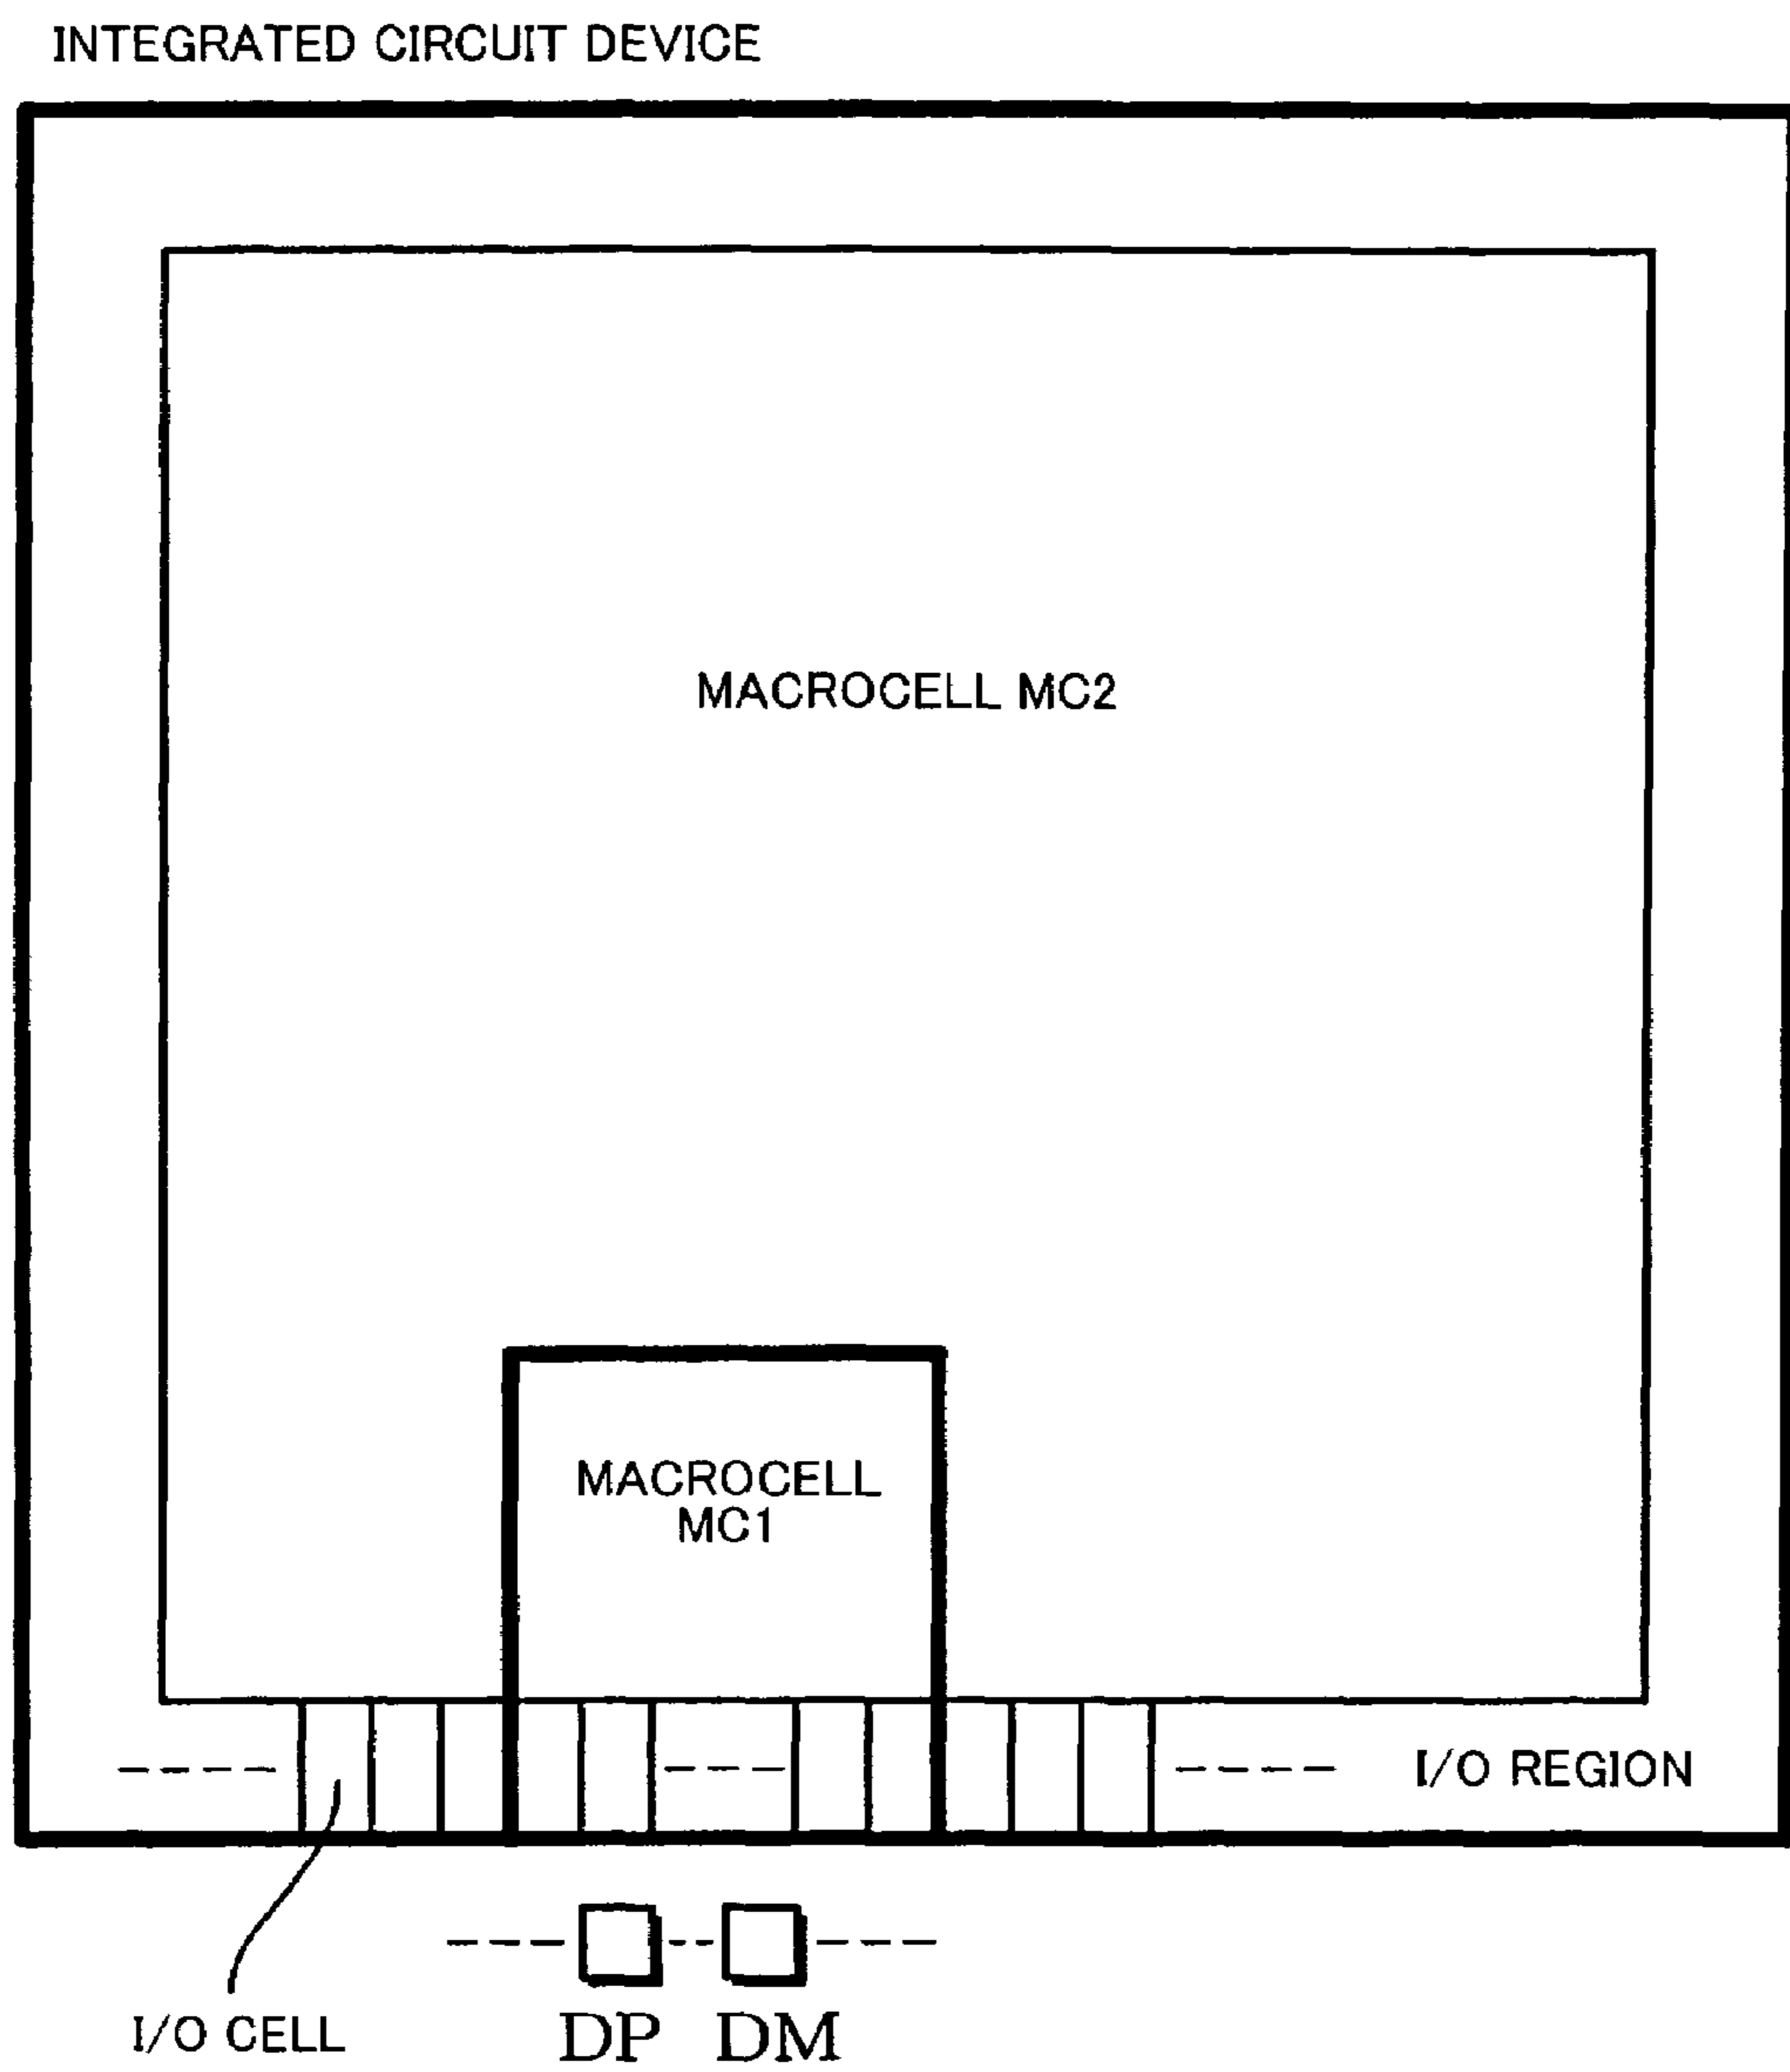 INTEGRATED CIRCUIT DEVICE
MACROCELL MC2
MACROCELL
MC1
I/O REGION
I/O CELL
DP DM